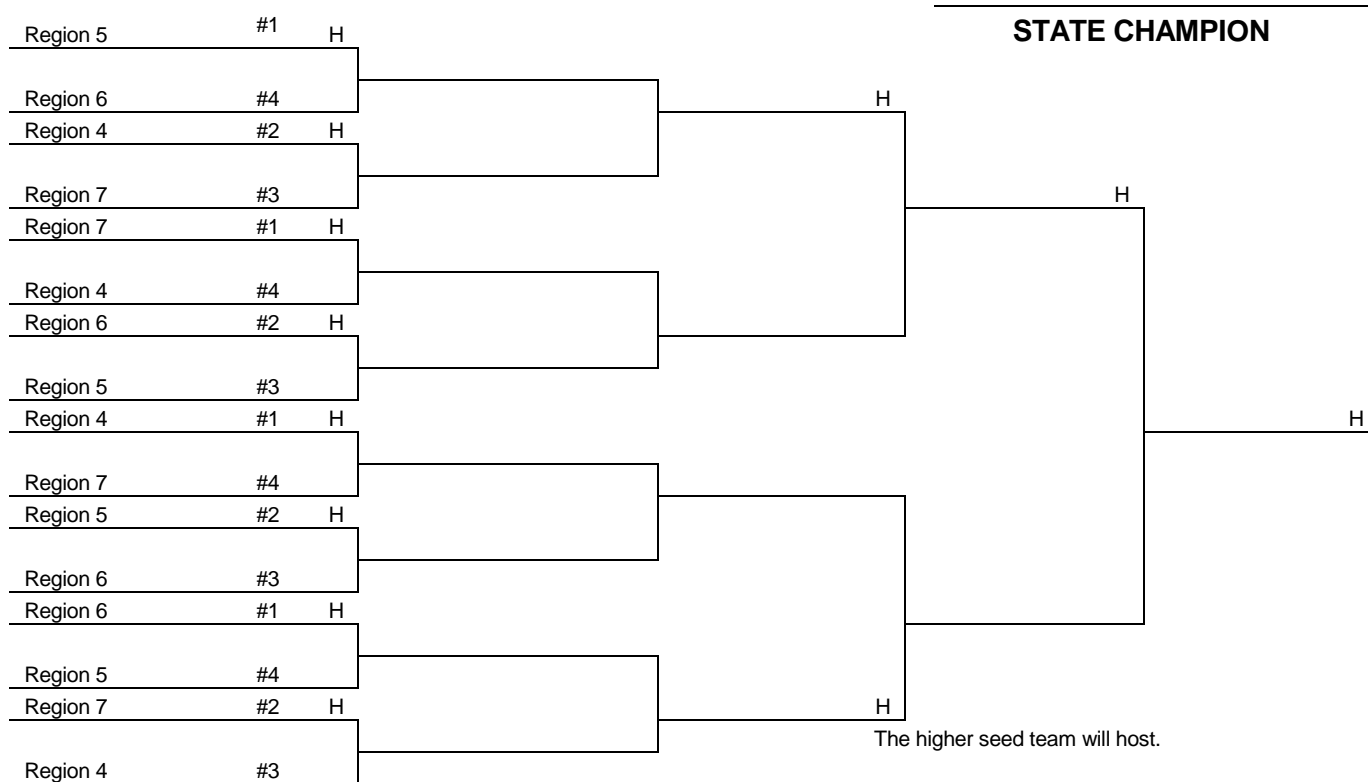 STATE CHAMPION
Region 5 #1 H
Region 6 #4 H
Region 4 #2 H
Region 7 #3 H
Region 7 #1 H
Region 4 #4
Region 6 #2 H
Region 5 #3
Region 4 #1 H H
Region 7 #4
Region 5 #2 H
Region 6 #3
Region 6 #1 H
Region 5 #4
Region 7 #2 H H
The higher seed team will host.
Region 4 #3